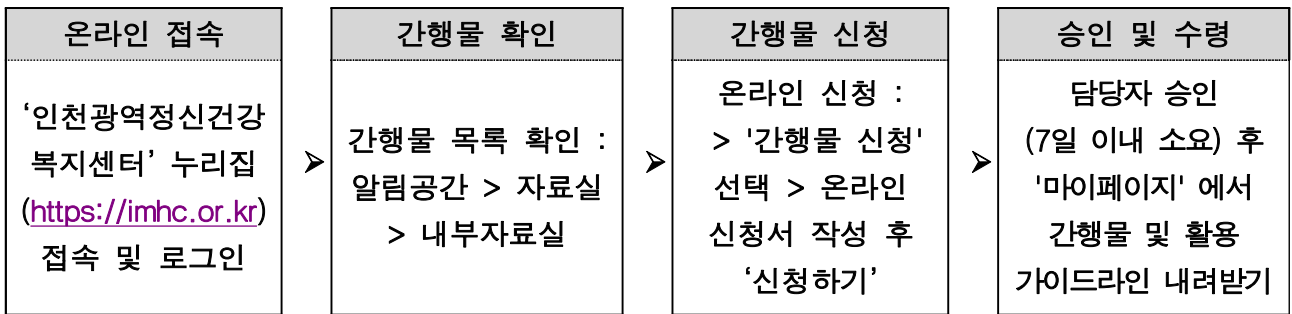 온라인 접속
‘인천광역정신건강
복지센터’ 누리집
(https://imhc.or.kr)
접속 및 로그인
➢
간행물 확인
간행물 목록 확인 :
알림공간 > 자료실
> 내부자료실
➢
간행물 신청
온라인 신청 :
> '간행물 신청'
선택 > 온라인
신청서 작성 후
‘신청하기’
➢
승인 및 수령
담당자 승인
(7일 이내 소요) 후
'마이페이지' 에서
간행물 및 활용
가이드라인 내려받기